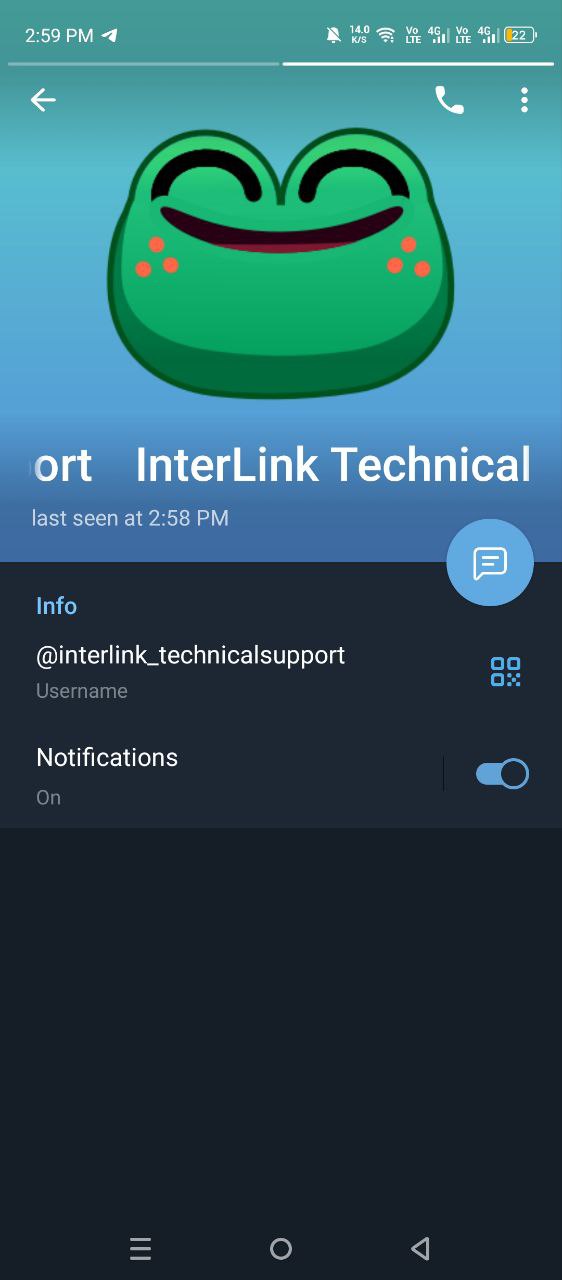 2:59 PM
14.0
K/S
Vo
LTE
4G
Vo
LTE
4G
22
ort InterLink Technical
last seen at 2:58 PM
Info
@interlink_technicalsupport
Username
Notifications
On